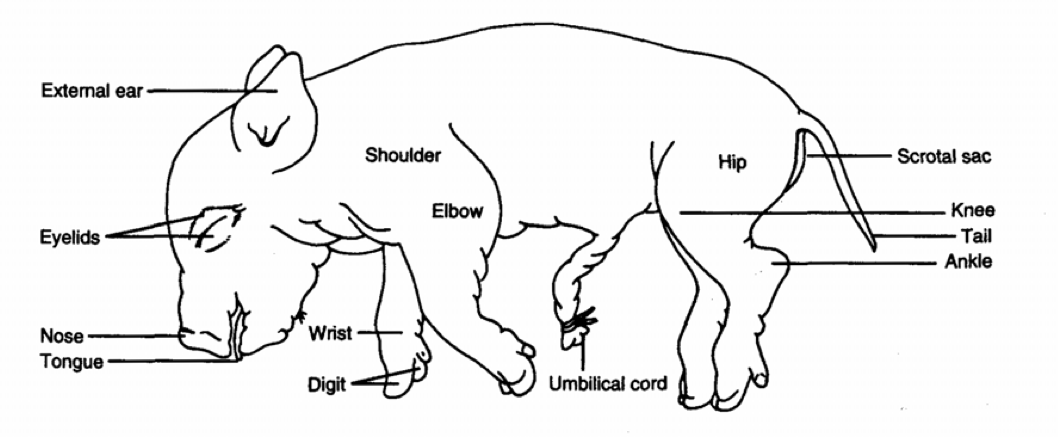 External ear
Shoulder
Hip
Scrotal sac
Elbow
Knee
Eyelids
Tail
Ankle
Nose
Wrist
Tongue
Digit
Umbilical cord